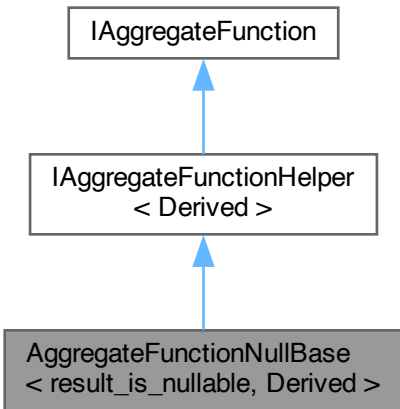 IAggregateFunction
IAggregateFunctionHelper
< Derived >
AggregateFunctionNullBase
< result_is_nullable, Derived >